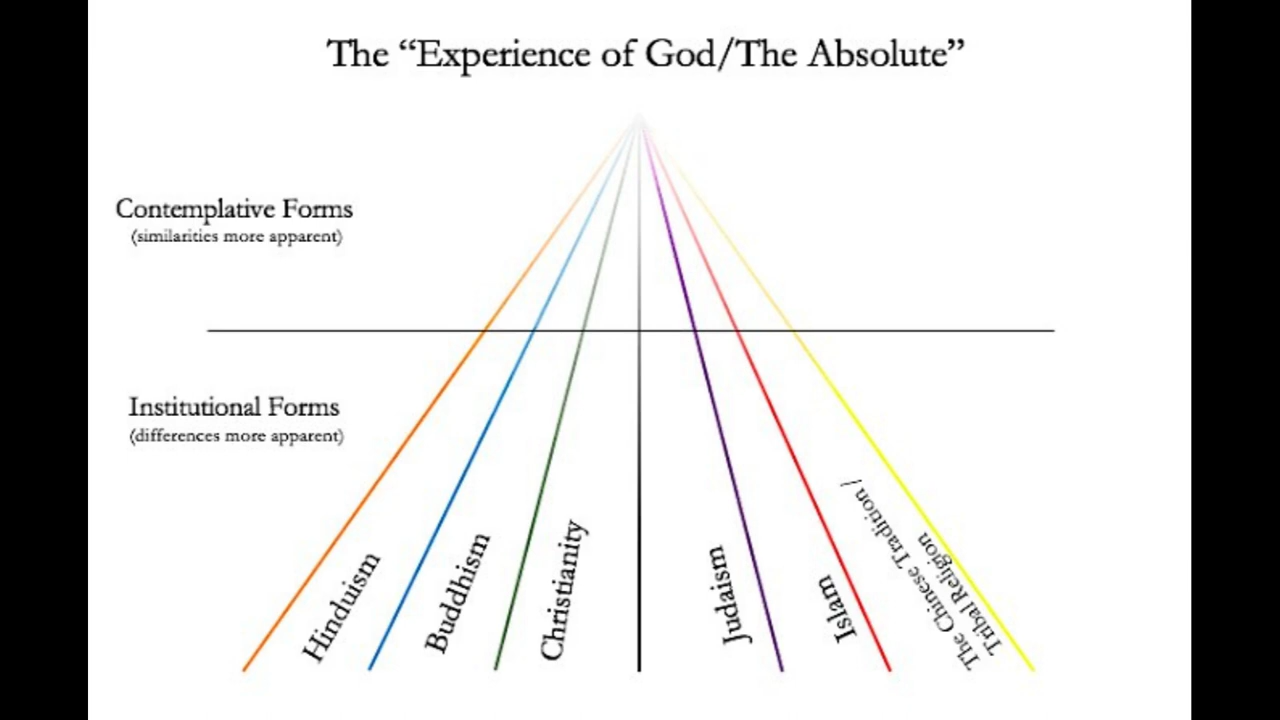 The “Experience of God/The Absolute”
Contemplative Forms
(similarities more apparent)
Institutional Forms
(differences more apparent)
Hinduism
Buddhism
Christianity
Judaism
Islam
The Chinese Tradition /
Tribal Religion